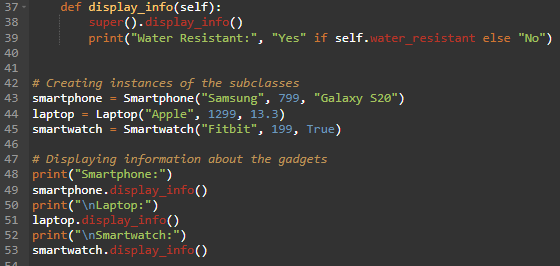 37 def display_info(self):
38 super().display_info()
39 print("Water Resistant:", "Yes" if self.water_resistant else "No")
40
41
42 # Creating instances of the subclasses
43 smartphone = Smartphone("Samsung", 799, "Galaxy S20")
44 laptop = Laptop("Apple", 1299, 13.3)
45 smartwatch = Smartwatch("Fitbit", 199, True)
46
47 # Displaying information about the gadgets
48 print("Smartphone:")
49 smartphone.display_info()
50 print("\nLaptop:")
51 laptop.display_info()
52 print("\nSmartwatch:")
53 smartwatch.display_info()